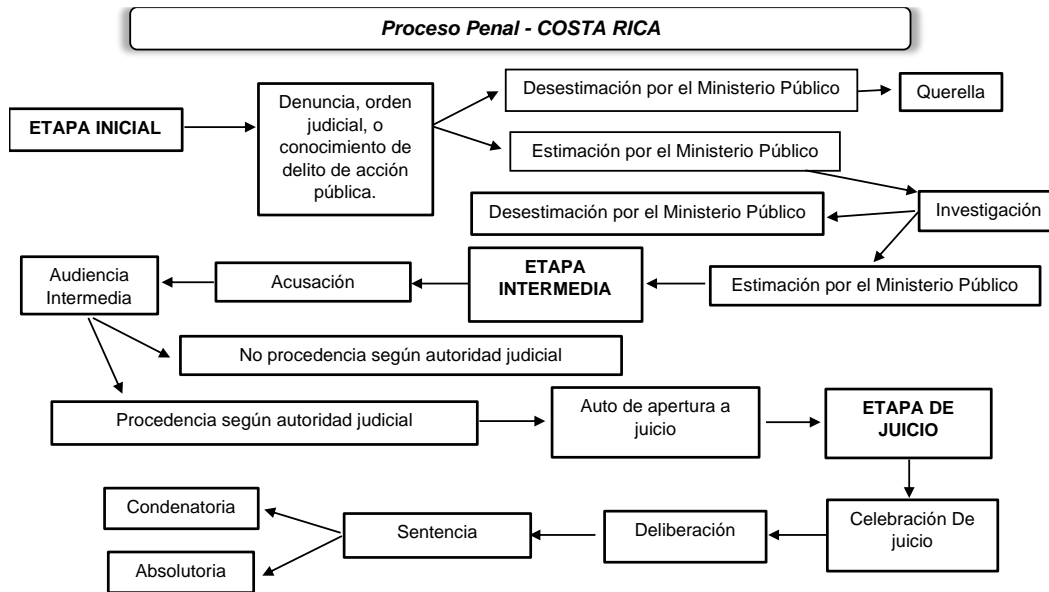 Proceso Penal - COSTA RICA
ETAPA INICIAL
Denuncia, orden
judicial, o
conocimiento de
delito de acción
pública.
Desestimación por el Ministerio Público
Querella
Estimación por el Ministerio Público
Desestimación por el Ministerio Público
Investigación
Estimación por el Ministerio Público
ETAPA
INTERMEDIA
Acusación
Audiencia
Intermedia
No procedencia según autoridad judicial
Procedencia según autoridad judicial
Auto de apertura a
juicio
ETAPA DE
JUICIO
Celebración De
juicio
Deliberación
Sentencia
Condenatoria
Absolutoria